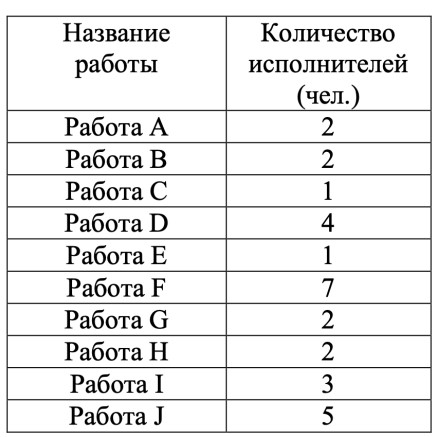 Название
работы
Количество
исполнителей
(чел.)
Работа A 2
Работа B 2
Работа C 1
Работа D 4
Работа E 1
Работа F 7
Работа G 2
Работа H 2
Работа I 3
Работа J 5